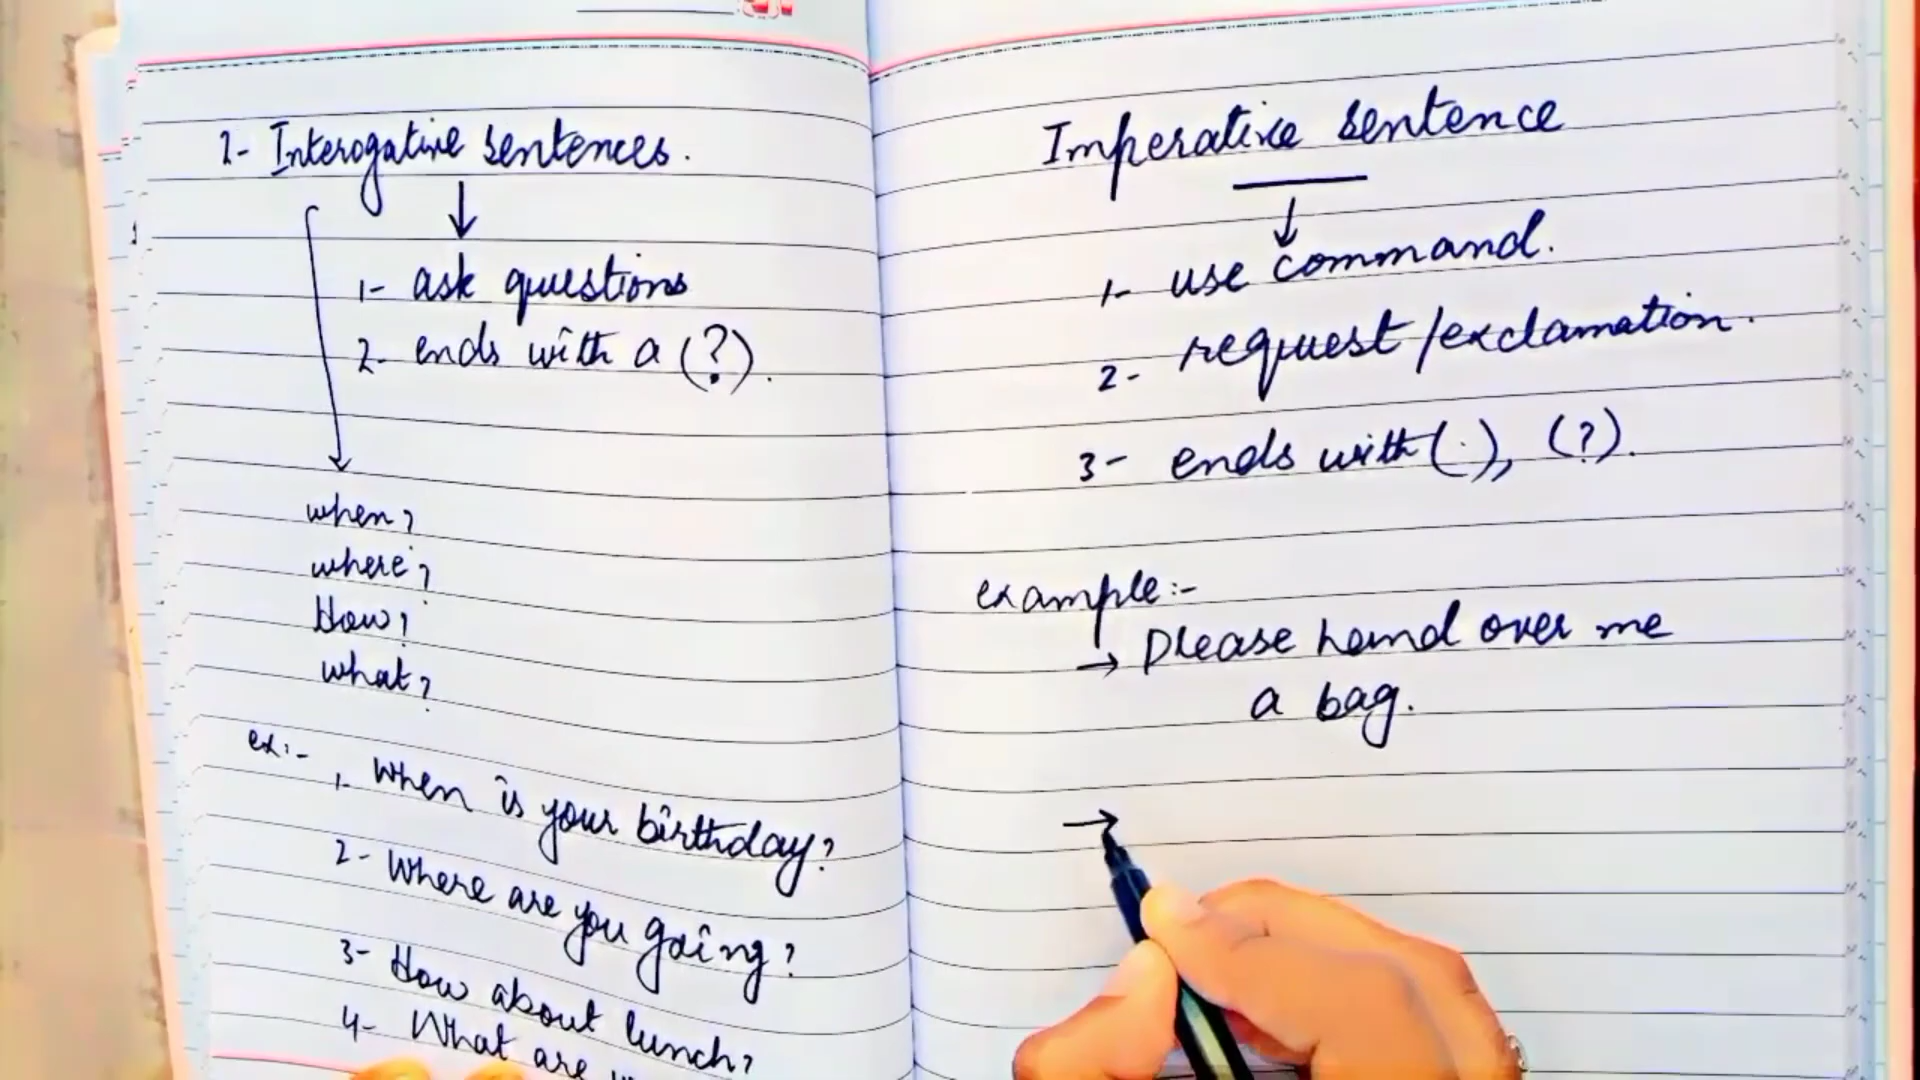 1- Interogative sentences.
1- ask questions
2- ends with a (?).
when?
where?
How?
what?
ex:-
1. When is your birthday?
2- Where are you going?
3- How about lunch?
4- What are
Imperative sentence
1- use command.
2- request/exclamation.
3- ends with (.), (?).
example:-
→ Please hand over me
a bag.
→